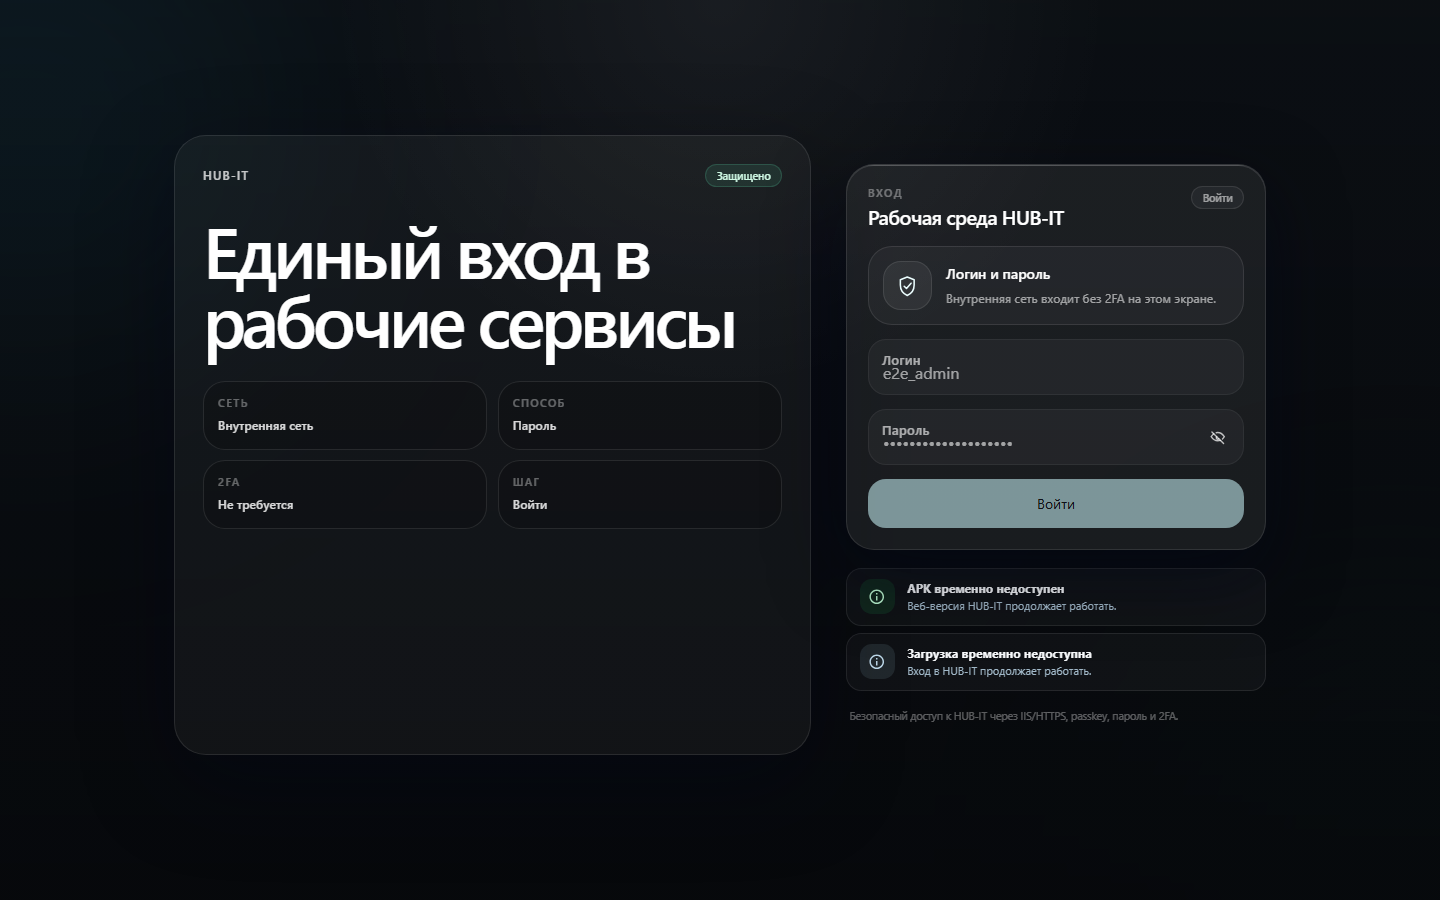 HUB-IT
Защищено
Единый вход в
рабочие сервисы
СЕТЬ
Внутренняя сеть
СПОСОБ
Пароль
2FA
Не требуется
ШАГ
Войти
ВХОД
Войти
Рабочая среда HUB-IT
Логин и пароль
Внутренняя сеть входит без 2FA на этом экране.
Логин
e2e_admin
Пароль
••••••••••••••••••••
Войти
APK временно недоступен
Веб-версия HUB-IT продолжает работать.
Загрузка временно недоступна
Вход в HUB-IT продолжает работать.
Безопасный доступ к HUB-IT через IIS/HTTPS, passkey, пароль и 2FA.